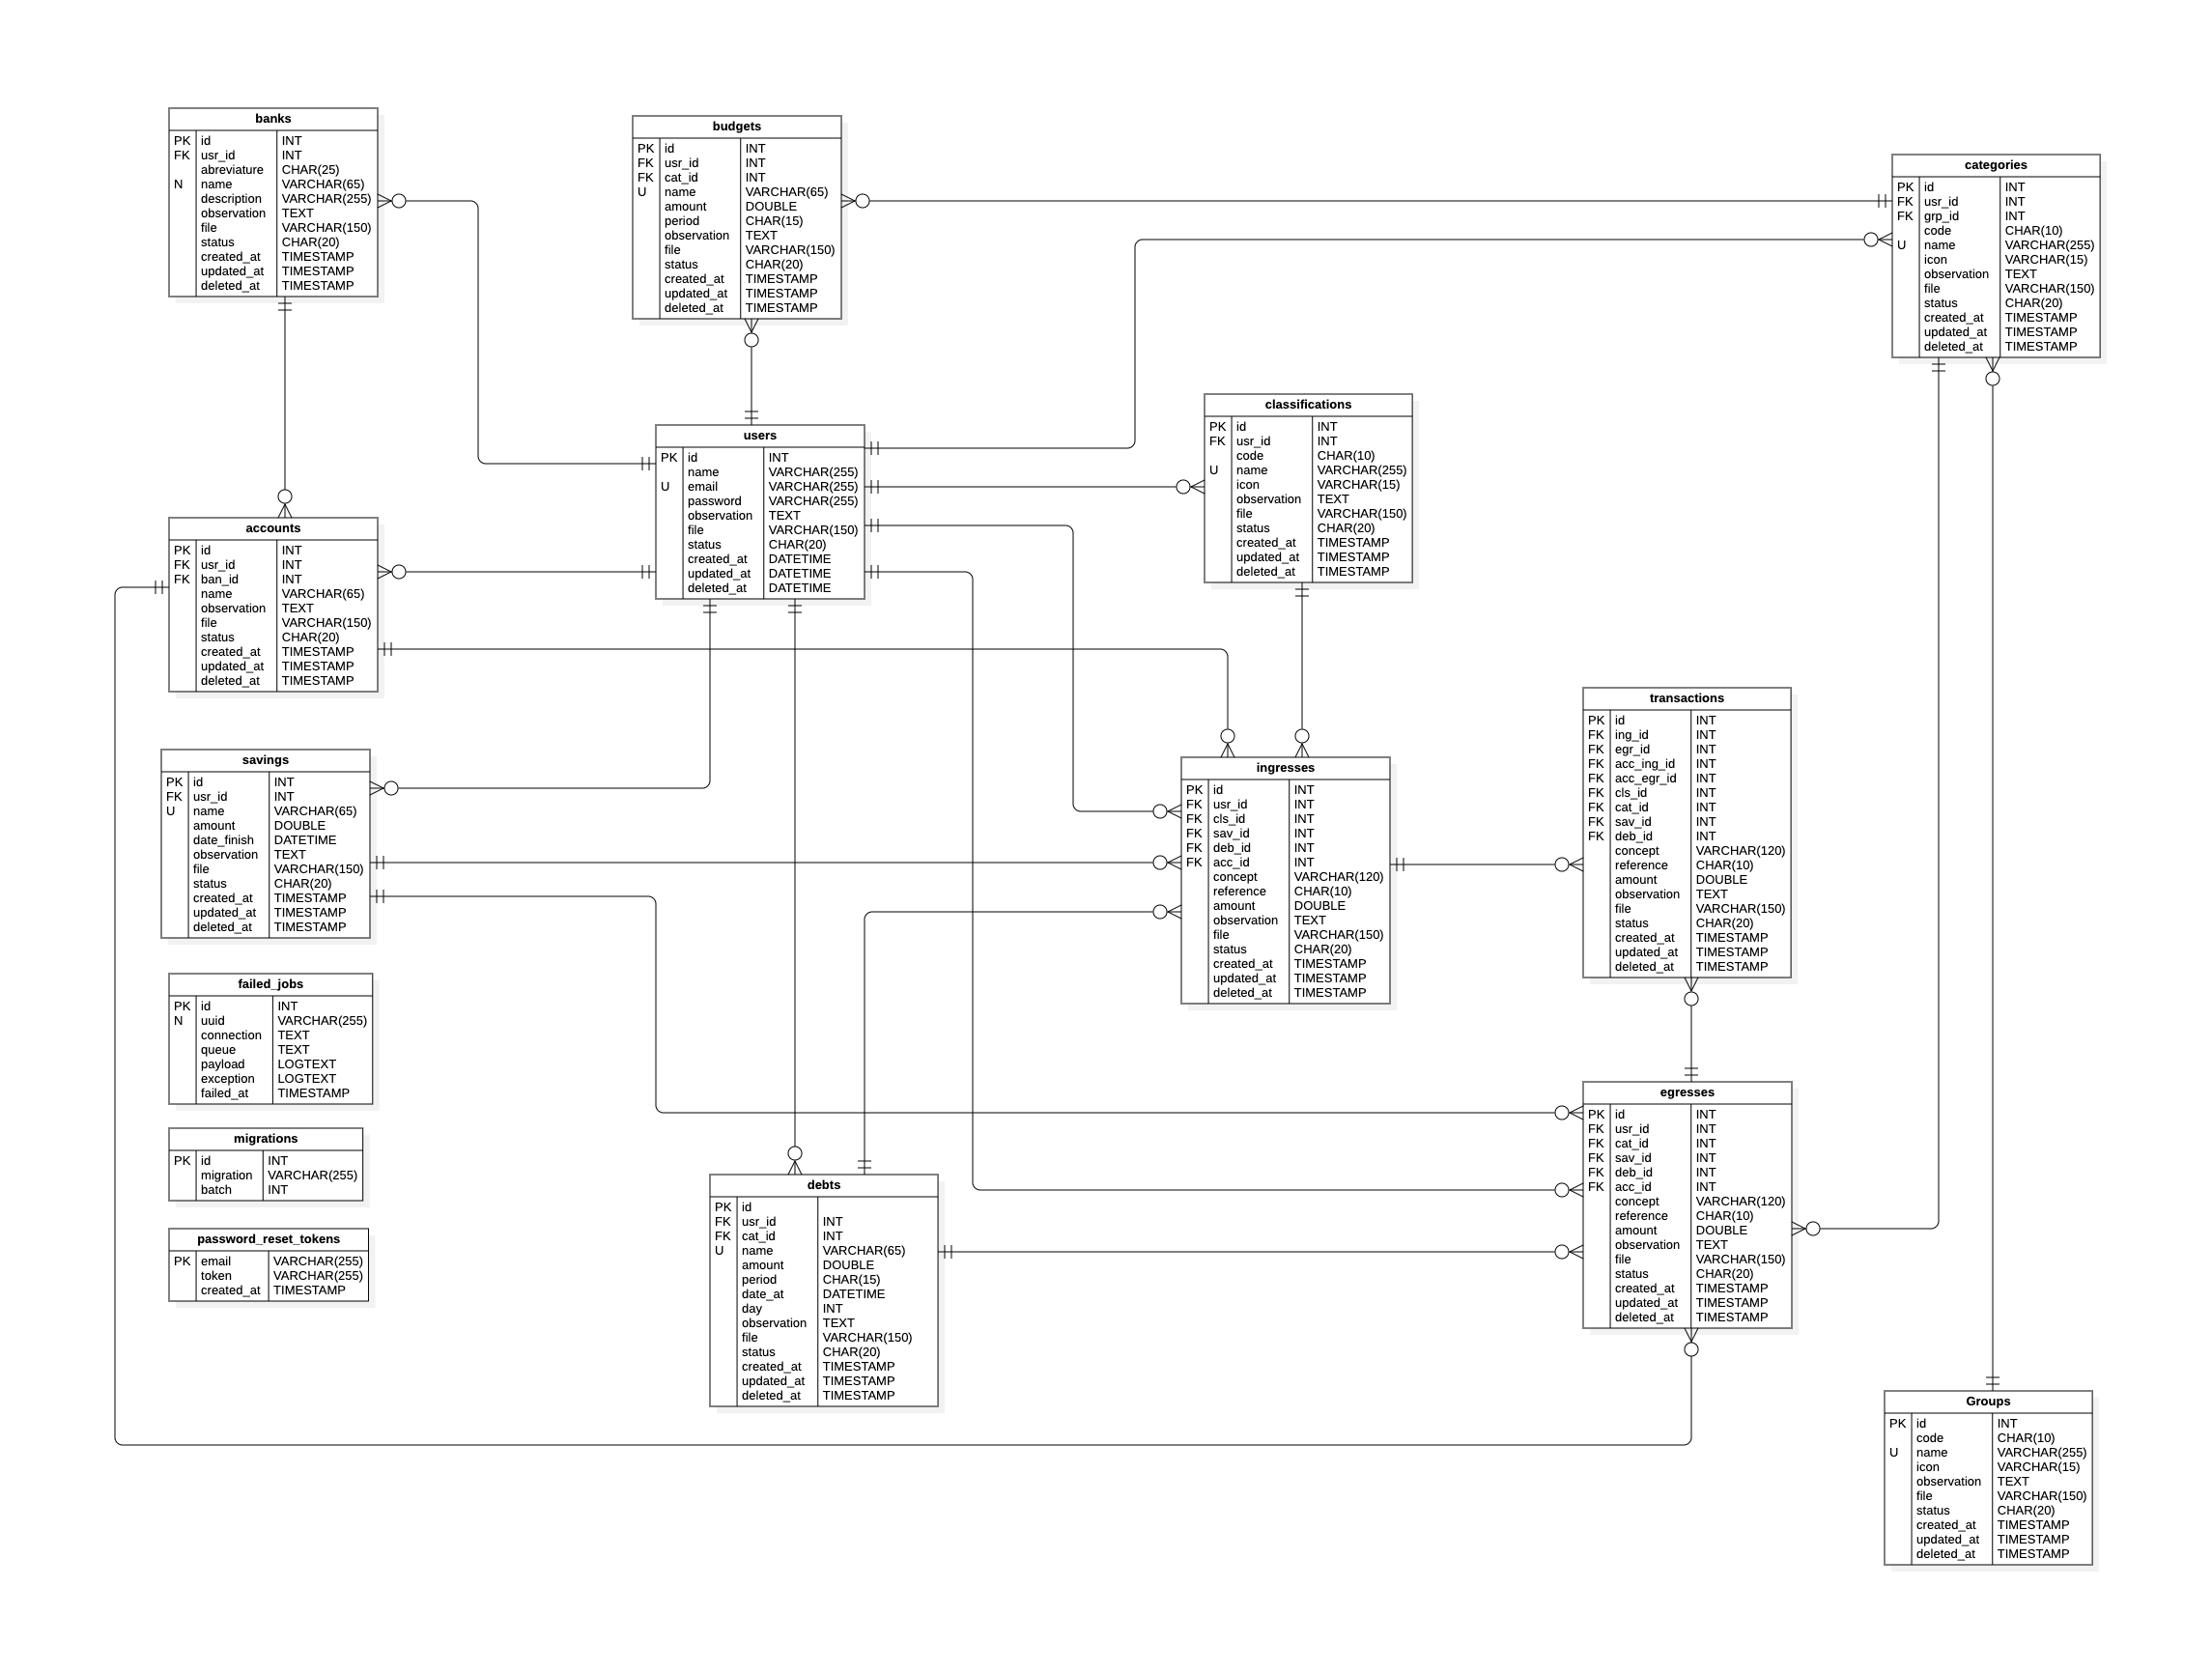 banks
PK id INT
FK usr_id INT
abreviature CHAR(25)
N name VARCHAR(65)
description VARCHAR(255)
observation TEXT
file VARCHAR(150)
status CHAR(20)
created_at TIMESTAMP
updated_at TIMESTAMP
deleted_at TIMESTAMP
budgets
PK id INT
FK usr_id INT
FK cat_id INT
U name VARCHAR(65)
amount DOUBLE
period CHAR(15)
observation TEXT
file VARCHAR(150)
status CHAR(20)
created_at TIMESTAMP
updated_at TIMESTAMP
deleted_at TIMESTAMP
categories
PK id INT
FK usr_id INT
FK grp_id INT
code CHAR(10)
U name VARCHAR(255)
icon VARCHAR(15)
observation TEXT
file VARCHAR(150)
status CHAR(20)
created_at TIMESTAMP
updated_at TIMESTAMP
deleted_at TIMESTAMP
classifications
PK id INT
FK usr_id INT
code CHAR(10)
U name VARCHAR(255)
icon VARCHAR(15)
observation TEXT
file VARCHAR(150)
status CHAR(20)
created_at TIMESTAMP
updated_at TIMESTAMP
deleted_at TIMESTAMP
users
PK id INT
name VARCHAR(255)
U email VARCHAR(255)
password VARCHAR(255)
observation TEXT
file VARCHAR(150)
status CHAR(20)
created_at DATETIME
updated_at DATETIME
deleted_at DATETIME
accounts
PK id INT
FK usr_id INT
FK ban_id INT
name VARCHAR(65)
observation TEXT
file VARCHAR(150)
status CHAR(20)
created_at TIMESTAMP
updated_at TIMESTAMP
deleted_at TIMESTAMP
transactions
PK id INT
FK ing_id INT
FK egr_id INT
FK acc_ing_id INT
FK acc_egr_id INT
FK cls_id INT
FK cat_id INT
FK sav_id INT
FK deb_id INT
concept VARCHAR(120)
reference CHAR(10)
amount DOUBLE
observation TEXT
file VARCHAR(150)
status CHAR(20)
created_at TIMESTAMP
updated_at TIMESTAMP
deleted_at TIMESTAMP
savings
PK id INT
FK usr_id INT
U name VARCHAR(65)
amount DOUBLE
date_finish DATETIME
observation TEXT
file VARCHAR(150)
status CHAR(20)
created_at TIMESTAMP
updated_at TIMESTAMP
deleted_at TIMESTAMP
ingresses
PK id INT
FK usr_id INT
FK cls_id INT
FK sav_id INT
FK deb_id INT
FK acc_id INT
concept VARCHAR(120)
reference CHAR(10)
amount DOUBLE
observation TEXT
file VARCHAR(150)
status CHAR(20)
created_at TIMESTAMP
updated_at TIMESTAMP
deleted_at TIMESTAMP
failed_jobs
PK id INT
N uuid VARCHAR(255)
connection TEXT
queue TEXT
payload LOGTEXT
exception LOGTEXT
failed_at TIMESTAMP
egresses
PK id INT
FK usr_id INT
FK cat_id INT
FK sav_id INT
FK deb_id INT
FK acc_id INT
concept VARCHAR(120)
reference CHAR(10)
amount DOUBLE
observation TEXT
file VARCHAR(150)
status CHAR(20)
created_at TIMESTAMP
updated_at TIMESTAMP
deleted_at TIMESTAMP
migrations
PK id INT
migration VARCHAR(255)
batch INT
debts
PK id
FK usr_id INT
FK cat_id INT
U name VARCHAR(65)
amount DOUBLE
period CHAR(15)
date_at DATETIME
day INT
observation TEXT
file VARCHAR(150)
status CHAR(20)
created_at TIMESTAMP
updated_at TIMESTAMP
deleted_at TIMESTAMP
password_reset_tokens
PK email VARCHAR(255)
token VARCHAR(255)
created_at TIMESTAMP
Groups
PK id INT
code CHAR(10)
U name VARCHAR(255)
icon VARCHAR(15)
observation TEXT
file VARCHAR(150)
status CHAR(20)
created_at TIMESTAMP
updated_at TIMESTAMP
deleted_at TIMESTAMP